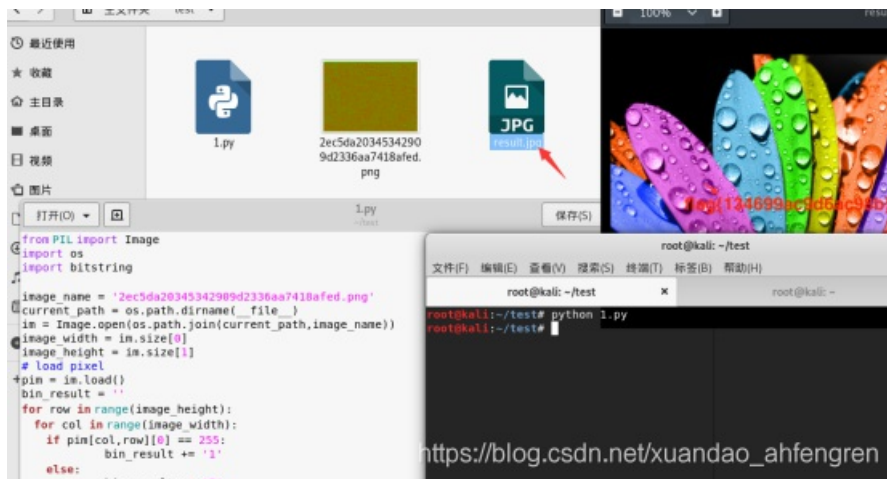 主文件夹 test
100%
最近使用
收藏
主目录
桌面
视频
图片
1.py
2ec5da2034534290
9d2336aa7418afed.
png
JPG
result.jpg
打开(O)
1.py
~/test
保存(S)
from PIL import Image
import os
import bitstring
image_name = '2ec5da20345342909d2336aa7418afed.png'
current_path = os.path.dirname(__file__)
im = Image.open(os.path.join(current_path,image_name))
image_width = im.size[0]
image_height = im.size[1]
# load pixel
pim = im.load()
bin_result = ''
for row in range(image_height):
for col in range(image_width):
if pim[col,row][0] == 255:
bin_result += '1'
else:
root@kali: ~/test
文件(F) 编辑(E) 查看(V) 搜索(S) 终端(T) 标签(B) 帮助(H)
root@kali: ~/test
root@kali: ~
root@kali:~/test# python 1.py
root@kali:~/test#
https://blog.csdn.net/xuandao_ahfengren